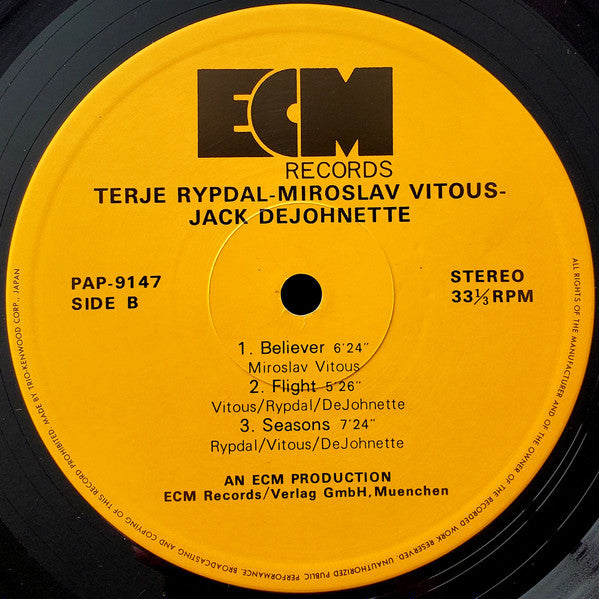 ECM
RECORDS
TERJE RYPDAL-MIROSLAV VITOUS-
JACK DEJOHNETTE
PAP-9147
SIDE B
STEREO
33⅓RPM
1. Believer 6'24"
Miroslav Vitous
2. Flight 5'26"
Vitous/Rypdal/DeJohnette
3. Seasons 7'24"
Rypdal/Vitous/DeJohnette
AN ECM PRODUCTION
ECM Records/Verlag GmbH, Muenchen
ALL RIGHTS OF THE MANUFACTURER AND OF THE OWNER OF THE RECORDED WORK RESERVED. UNAUTHORIZED PUBLIC PERFORMANCE, BROADCASTING AND COPYING OF THIS RECORD PROHIBITED. MADE BY TRIO-KENWOOD CORP., JAPAN